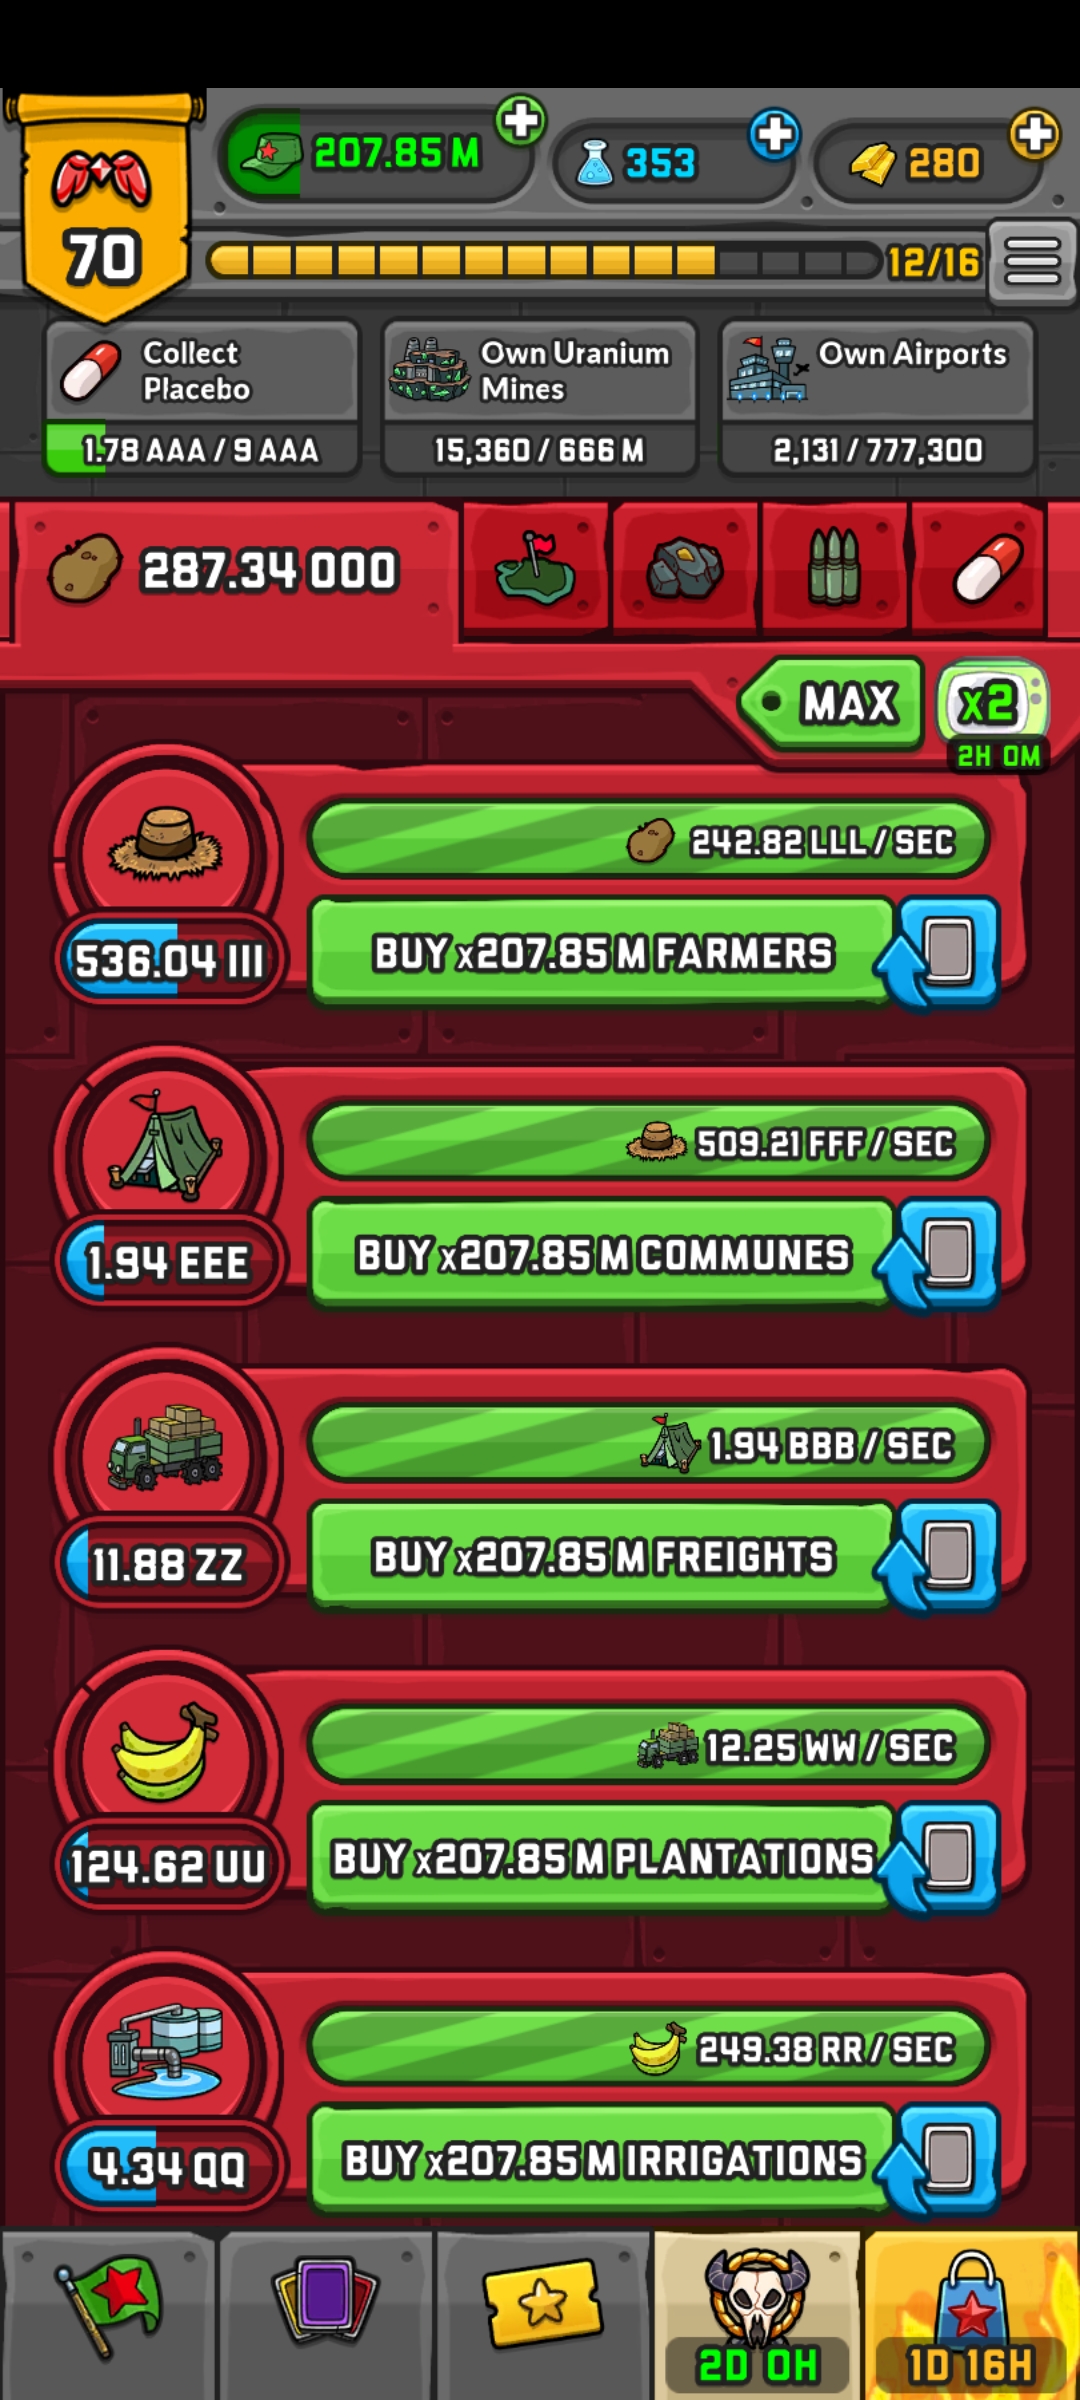 70
207.85 M
353
280
12/16
Collect
Placebo
1.78 AAA / 9 AAA
Own Uranium
Mines
15,360 / 666 M
Own Airports
2,131 / 777,300
287.34 OOO
MAX
x2
2H 0M
242.82 LLL / SEC
536.04 III
BUY x207.85 M FARMERS
509.21 FFF / SEC
1.94 EEE
BUY x207.85 M COMMUNES
1.94 BBB / SEC
11.88 ZZ
BUY x207.85 M FREIGHTS
12.25 WW / SEC
124.62 UU
BUY x207.85 M PLANTATIONS
249.38 RR / SEC
4.34 QQ
BUY x207.85 M IRRIGATIONS
2D 0H
1D 16H